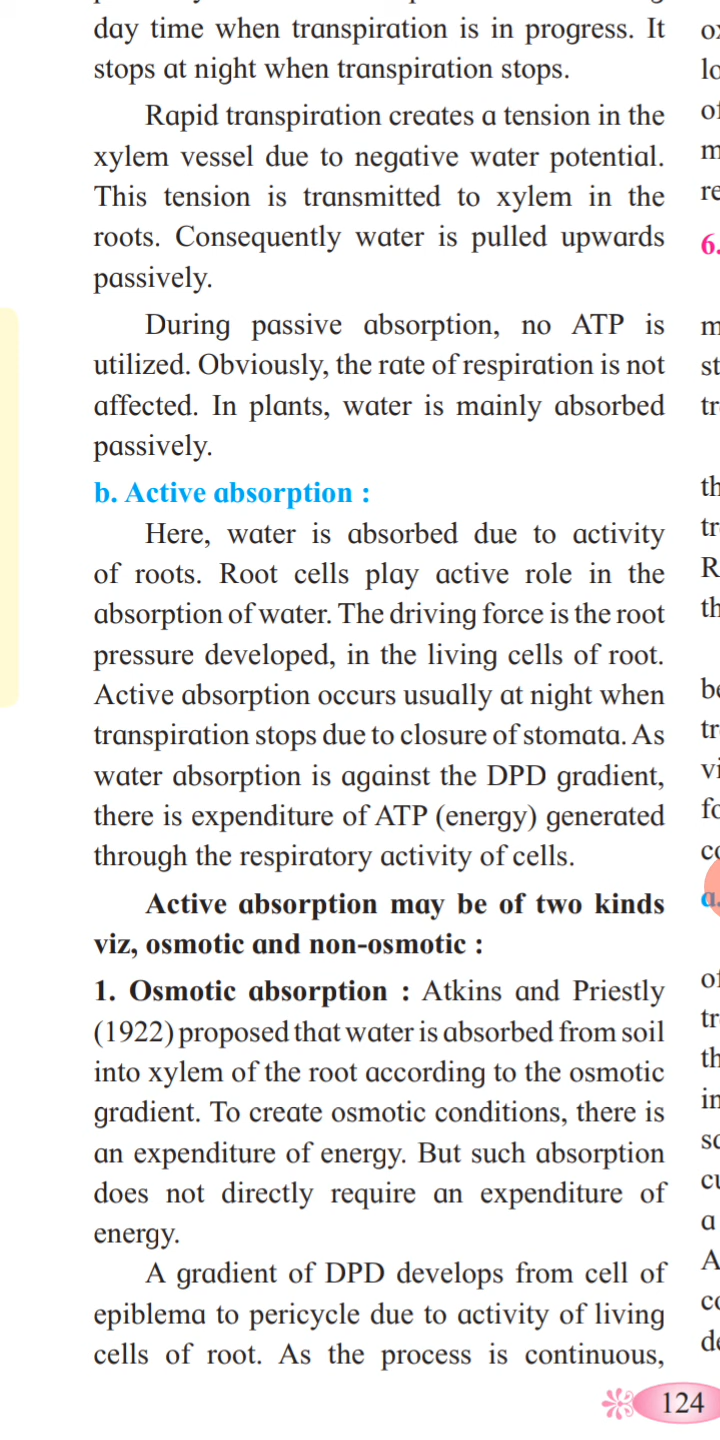 day time when transpiration is in progress. It
stops at night when transpiration stops.
Rapid transpiration creates a tension in the
xylem vessel due to negative water potential.
This tension is transmitted to xylem in the
roots. Consequently water is pulled upwards
passively.
During passive absorption, no ATP is
utilized. Obviously, the rate of respiration is not
affected. In plants, water is mainly absorbed
passively.
b. Active absorption :
Here, water is absorbed due to activity
of roots. Root cells play active role in the
absorption of water. The driving force is the root
pressure developed, in the living cells of root.
Active absorption occurs usually at night when
transpiration stops due to closure of stomata. As
water absorption is against the DPD gradient,
there is expenditure of ATP (energy) generated
through the respiratory activity of cells.
Active absorption may be of two kinds
viz, osmotic and non-osmotic :
1. Osmotic absorption : Atkins and Priestly
(1922) proposed that water is absorbed from soil
into xylem of the root according to the osmotic
gradient. To create osmotic conditions, there is
an expenditure of energy. But such absorption
does not directly require an expenditure of
energy.
A gradient of DPD develops from cell of
epiblema to pericycle due to activity of living
cells of root. As the process is continuous,
6.
a.
a
124